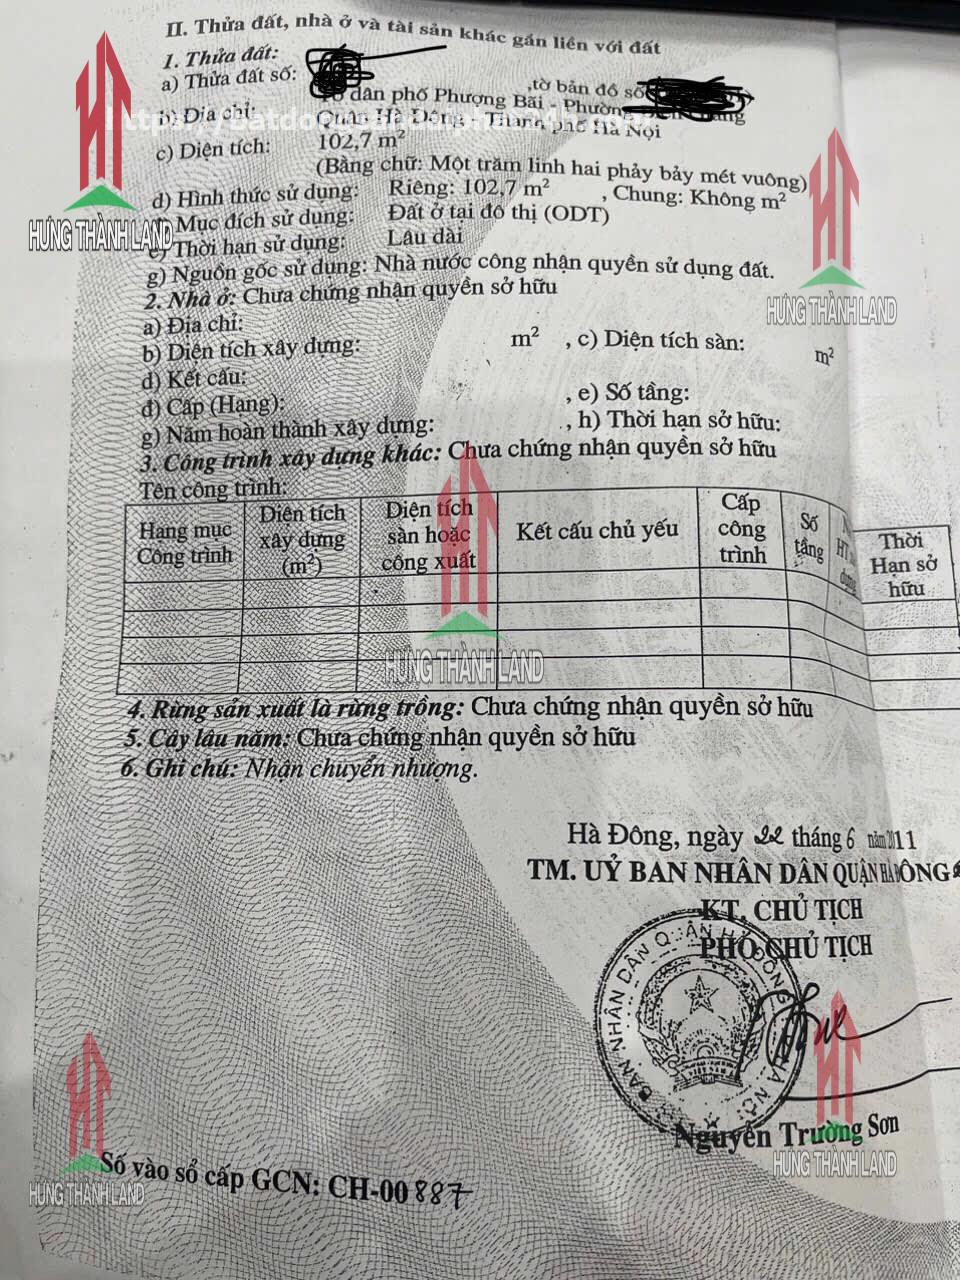 II. Thửa đất, nhà ở và tài sản khác gắn liền với đất
1. Thửa đất:
a) Thửa đất số: ,tờ bản đồ số
b) Địa chỉ: Tổ dân phố Phượng Bãi - Phường
Quận Hà Đông - Thành phố Hà Nội
c) Diện tích: 102,7 m²
(Bằng chữ: Một trăm linh hai phảy bảy mét vuông)
d) Hình thức sử dụng: Riêng: 102,7 m² , Chung: Không m²
Mục đích sử dụng: Đất ở tại đô thị (ODT)
e) Thời hạn sử dụng: Lâu dài
g) Nguồn gốc sử dụng: Nhà nước công nhận quyền sử dụng đất.
2. Nhà ở: Chưa chứng nhận quyền sở hữu
a) Địa chỉ:
b) Diện tích xây dựng: m² , c) Diện tích sàn: m²
d) Kết cấu:
đ) Cấp (Hạng): , e) Số tầng:
g) Năm hoàn thành xây dựng: , h) Thời hạn sở hữu:
3. Công trình xây dựng khác: Chưa chứng nhận quyền sở hữu
Tên công trình:
Hạng mục Công trình
Diện tích xây dựng (m²)
Diện tích sàn hoặc công xuất
Kết cấu chủ yếu
Cấp công trình
Số tầng
HT dựng
Thời Hạn sở hữu
4. Rừng sản xuất là rừng trồng: Chưa chứng nhận quyền sở hữu
5. Cây lâu năm: Chưa chứng nhận quyền sở hữu
6. Ghi chú: Nhận chuyển nhượng.
Hà Đông, ngày 22 tháng 6 năm 2011
TM. UỶ BAN NHÂN DÂN QUẬN HÀ ĐÔNG
KT. CHỦ TỊCH
PHÓ CHỦ TỊCH
Nguyễn Trường Sơn
Số vào sổ cấp GCN: CH-00887
HƯNG THÀNH LAND
HƯNG THÀNH LAND
HƯNG THÀNH LAND
HƯNG THÀNH LAND
HƯNG THÀNH LAND